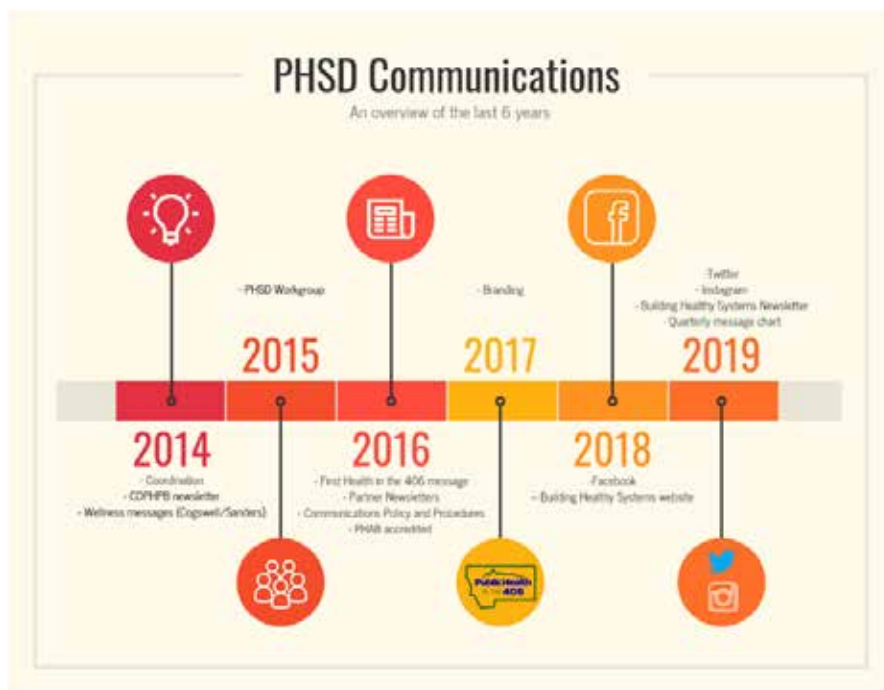 PHSD Communications
An overview of the last 6 years
- PHSD Workgroup
- Branding
Twitter
- Instagram
- Building Healthy Systems Newsletter
- Quarterly message chart
2015
2017
2019
2014
- Coordination
- COPHPB newsletter
- Wellness messages (Cogswell/Sanders)
2016
- First Health in the 406 message
- Partner Newsletters
- Communications Policy and Procedures
- PHAB accredited
2018
-Facebook
- Building Healthy Systems website
Public Health
IN THE 406